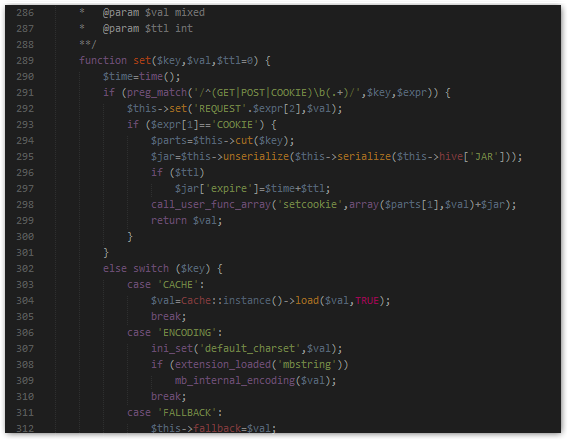 286 * @param $val mixed
287 * @param $ttl int
288 **/
289 function set($key,$val,$ttl=0) {
290 $time=time();
291 if (preg_match('/^(GET|POST|COOKIE)\b(.+)/',$key,$expr)) {
292 $this->set('REQUEST'.$expr[2],$val);
293 if ($expr[1]=='COOKIE') {
294 $parts=$this->cut($key);
295 $jar=$this->unserialize($this->serialize($this->hive['JAR']));
296 if ($ttl)
297 $jar['expire']=$time+$ttl;
298 call_user_func_array('setcookie',array($parts[1],$val)+$jar);
299 return $val;
300 }
301 }
302 else switch ($key) {
303 case 'CACHE':
304 $val=Cache::instance()->load($val,TRUE);
305 break;
306 case 'ENCODING':
307 ini_set('default_charset',$val);
308 if (extension_loaded('mbstring'))
309 mb_internal_encoding($val);
310 break;
311 case 'FALLBACK':
312 $this->fallback=$val;